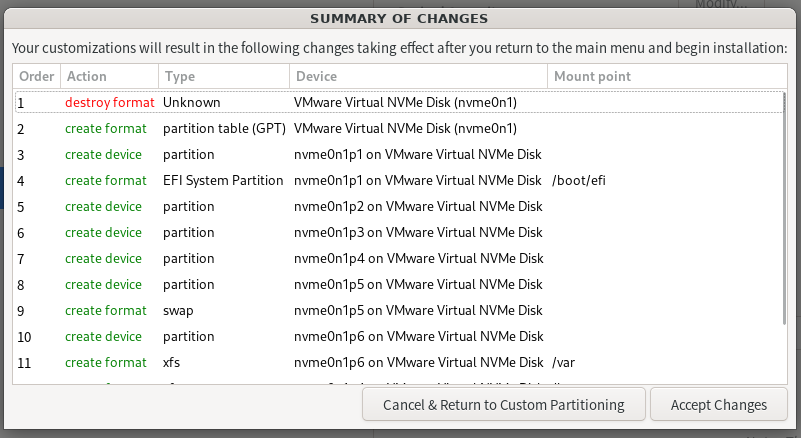 Modify...
SUMMARY OF CHANGES
Your customizations will result in the following changes taking effect after you return to the main menu and begin installation:
Order Action Type Device Mount point
1 destroy format Unknown VMware Virtual NVMe Disk (nvme0n1)
2 create format partition table (GPT) VMware Virtual NVMe Disk (nvme0n1)
3 create device partition nvme0n1p1 on VMware Virtual NVMe Disk
4 create format EFI System Partition nvme0n1p1 on VMware Virtual NVMe Disk /boot/efi
5 create device partition nvme0n1p2 on VMware Virtual NVMe Disk
6 create device partition nvme0n1p3 on VMware Virtual NVMe Disk
7 create device partition nvme0n1p4 on VMware Virtual NVMe Disk
8 create device partition nvme0n1p5 on VMware Virtual NVMe Disk
9 create format swap nvme0n1p5 on VMware Virtual NVMe Disk
10 create device partition nvme0n1p6 on VMware Virtual NVMe Disk
11 create format xfs nvme0n1p6 on VMware Virtual NVMe Disk /var
Cancel & Return to Custom Partitioning Accept Changes